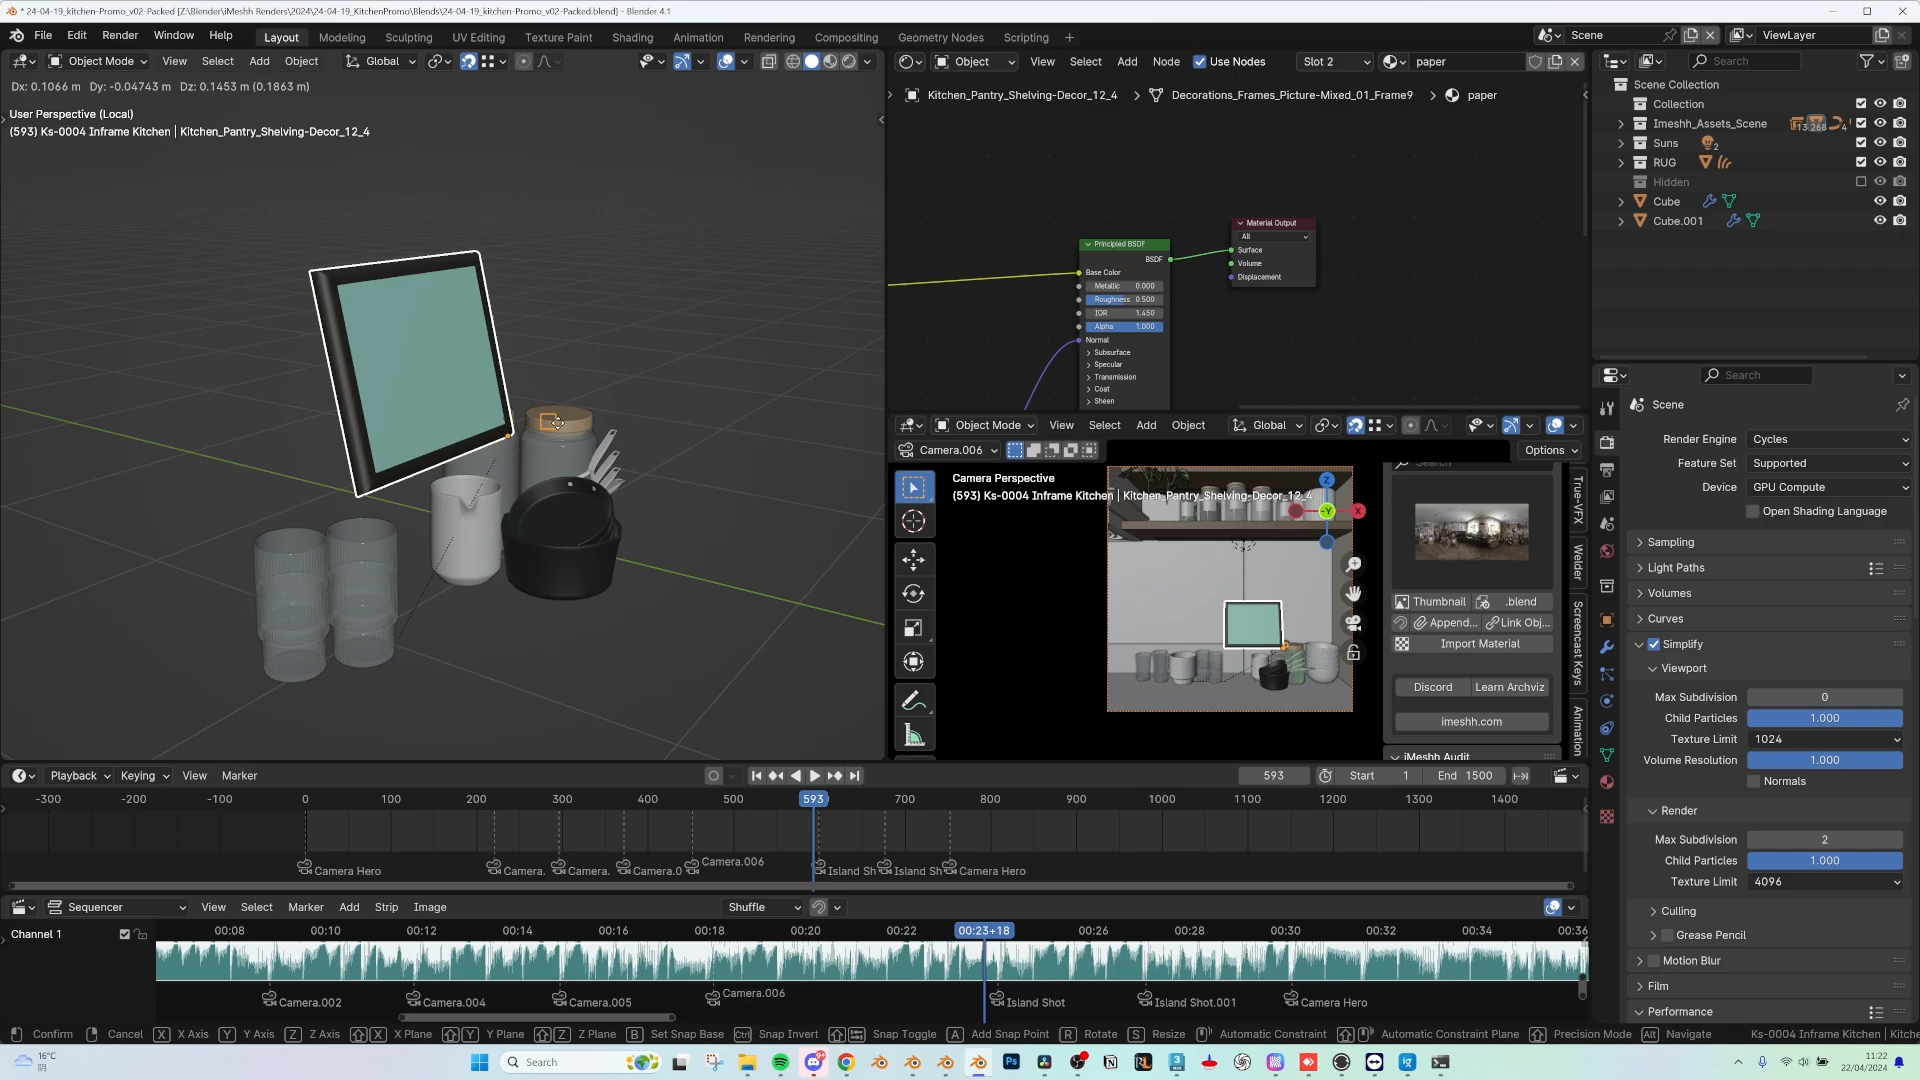 * 24-04-19_kitchen-Promo_v02-Packed [Z:\Blender\iMeshh Renders\2024\24-04-19_KitchenPromo\Blends\24-04-19_kitchen-Promo_v02-Packed.blend] - Blender 4.1
File Edit Render Window Help Layout Modeling Sculpting UV Editing Texture Paint Shading Animation Rendering Compositing Geometry Nodes Scripting + Scene ViewLayer
Object Mode View Select Add Object Global
Object View Select Add Node Use Nodes Slot 2 paper
Search
Dx: 0.1066 m Dy: -0.04743 m Dz: 0.1453 m (0.1863 m)
User Perspective (Local)
(593) Ks-0004 Inframe Kitchen | Kitchen_Pantry_Shelving-Decor_12_4
Kitchen_Pantry_Shelving-Decor_12_4 > Decorations_Frames_Picture-Mixed_01_Frame9 > paper
Material Output
All
Surface
Volume
Displacement
Principled BSDF
BSDF
Base Color
Metallic 0.000
Roughness 0.500
IOR 1.450
Alpha 1.000
Normal
Subsurface
Specular
Transmission
Coat
Sheen
Scene Collection
Collection
Imeshh_Assets_Scene 13 268 4
Suns 2
RUG
Hidden
Cube
Cube.001
Object Mode View Select Add Object Global
Camera.006 Options
Camera Perspective
(593) Ks-0004 Inframe Kitchen | Kitchen_Pantry_Shelving-Decor_12_4
Z
X
-Y
Search
Thumbnail .blend
Append... Link Obj...
Import Material
Discord Learn Archviz
imeshh.com
iMeshh Audit
True-VFX
Welder
Screencast Keys
Animation
Search
Scene
Render Engine Cycles
Feature Set Supported
Device GPU Compute
Open Shading Language
Sampling
Light Paths
Volumes
Curves
Simplify
Viewport
Max Subdivision 0
Child Particles 1.000
Texture Limit 1024
Volume Resolution 1.000
Normals
Render
Max Subdivision 2
Child Particles 1.000
Texture Limit 4096
Culling
Grease Pencil
Motion Blur
Film
Performance
Playback Keying View Marker 593 Start 1 End 1500
-300 -200 -100 0 100 200 300 400 500 593 700 800 900 1000 1100 1200 1300 1400
Camera Hero Camera. Camera. Camera.0 Camera.006 Island Sh Island Sh Camera Hero
Sequencer View Select Marker Add Strip Image Shuffle
Channel 1
00:08 00:10 00:12 00:14 00:16 00:18 00:20 00:22 00:23+18 00:26 00:28 00:30 00:32 00:34 00:36
Camera.002 Camera.004 Camera.005 Camera.006 Island Shot Island Shot.001 Camera Hero
Confirm Cancel X X Axis Y Y Axis Z Z Axis X X Plane Y Y Plane Z Z Plane B Set Snap Base Ctrl Snap Invert Snap Toggle A Add Snap Point R Rotate S Resize Automatic Constraint Automatic Constraint Plane Precision Mode Alt Navigate Ks-0004 Inframe Kitchen | Kitche
16°C
阴
Search
Ps
11:22
22/04/2024